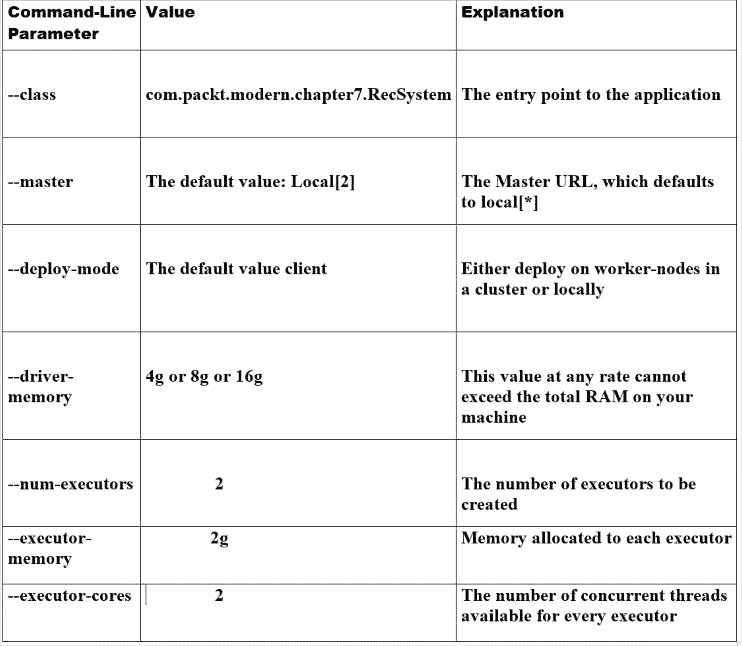 Command-Line Value Explanation
Parameter
--class com.packt.modern.chapter7.RecSystem The entry point to the application
--master The default value: Local[2] The Master URL, which defaults
to local[*]
--deploy-mode The default value client Either deploy on worker-nodes in
a cluster or locally
--driver- 4g or 8g or 16g This value at any rate cannot
memory exceed the total RAM on your
machine
--num-executors 2 The number of executors to be
created
--executor- 2g Memory allocated to each executor
memory
--executor-cores 2 The number of concurrent threads
available for every executor